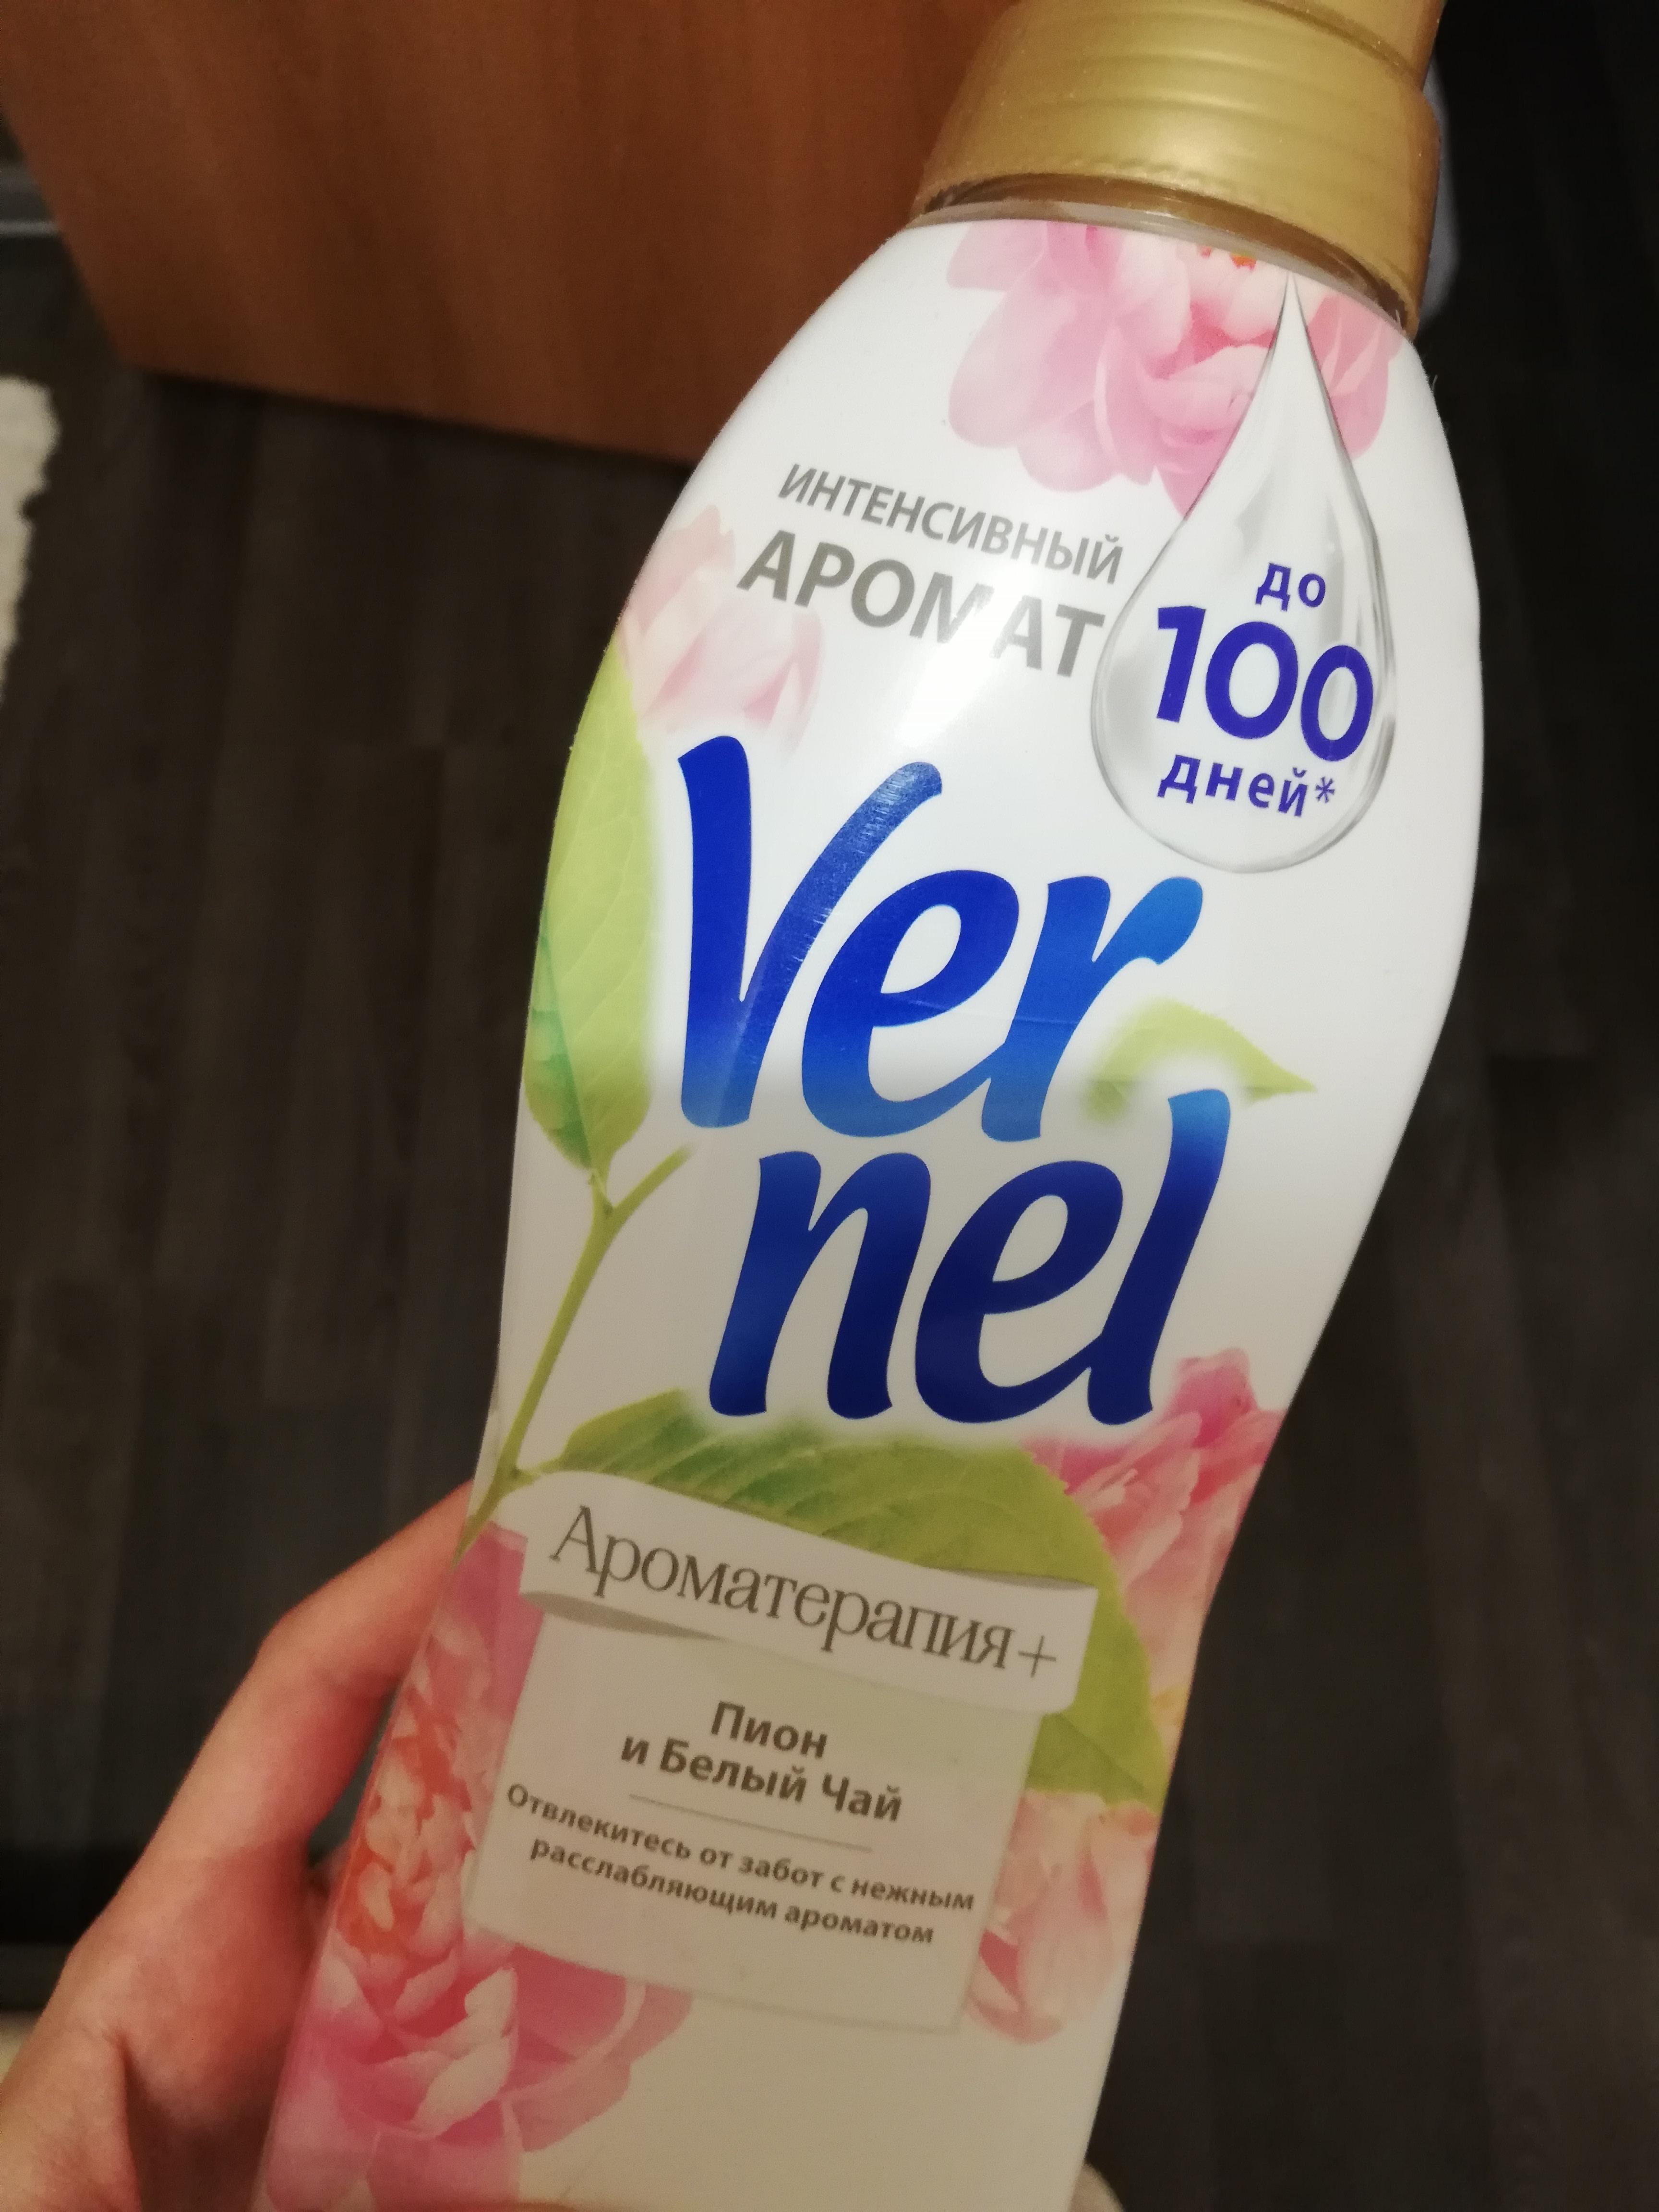 ИНТЕНСИВНЫЙ
АРОМАТ
до
100
дней*
Ver
nel
Ароматерапия+
Пион
и Белый Чай
Отвлекитесь от забот с нежным
расслабляющим ароматом